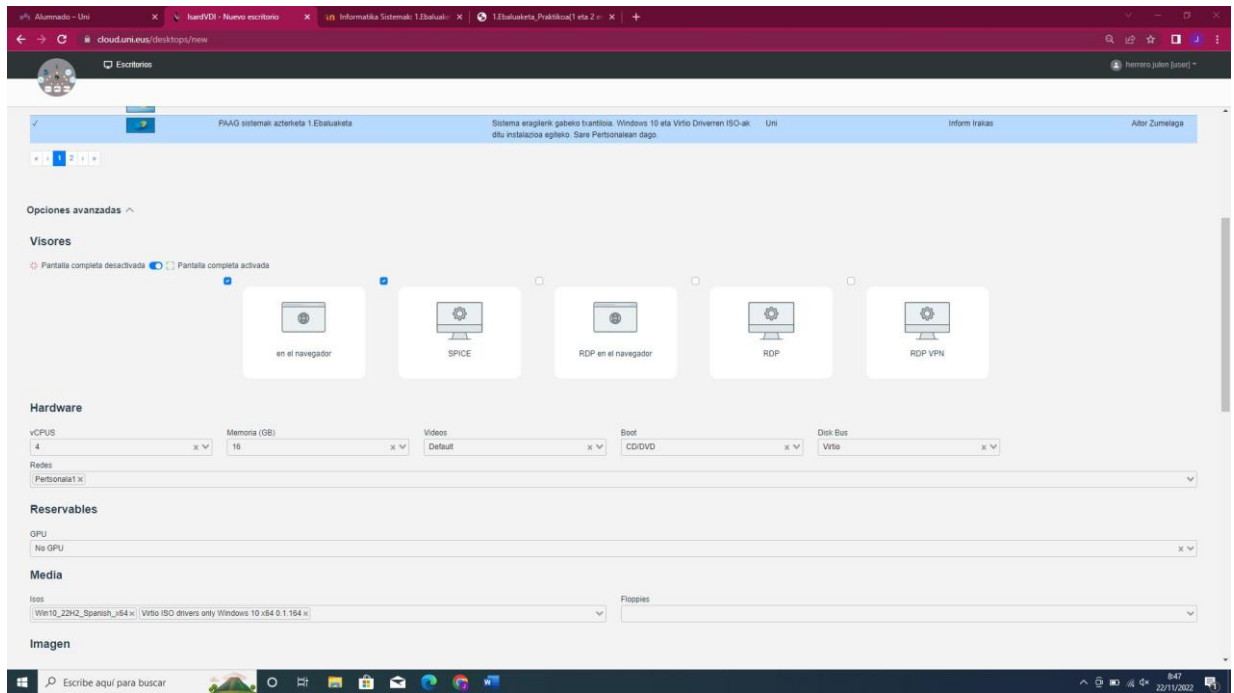 Alumnado – Uni
IsardVDI - Nuevo escritorio
Informatika Sistemak: 1.Ebaluake
1.Ebaluaketa_Praktikoa(1 eta 2 e
cloud.uni.eus/desktops/new
Escritorios
herrero.julen [user]
PAAG sistemak azterketa 1.Ebaluaketa
Sistema eragilerik gabeko txantiloia. Windows 10 eta Virtio Driverren ISO-ak
Uni
Inform Irakas
Aitor Zumelaga
ditu instalazioa egiteko. Sare Pertsonalean dago.
« ‹ 1 2 › »
Opciones avanzadas
Visores
Pantalla completa desactivada
Pantalla completa activada
en el navegador
SPICE
RDP en el navegador
RDP
RDP VPN
Hardware
vCPUS
Memoria (GB)
Videos
Boot
Disk Bus
4
16
Default
CD/DVD
Virtio
Redes
Pertsonala1
Reservables
GPU
No GPU
Media
Isos
Floppies
Win10_22H2_Spanish_x64
Virtio ISO drivers only Windows 10 x64 0.1.164
Imagen
Escribe aquí para buscar
8:47
22/11/2022